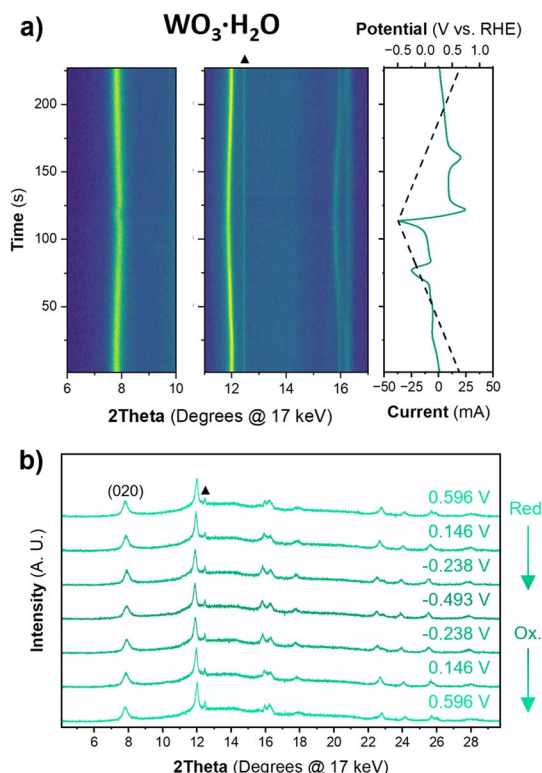 a)
WO₃·H₂O
Potential (V vs. RHE)
-0.5 0.0 0.5 1.0
▲
200
150
100
50
Time (s)
6 8 10
12 14 16
-50 -25 0 25 50
2Theta (Degrees @ 17 keV)
Current (mA)
b)
(020)
▲
0.596 V
Red
0.146 V
-0.238 V
-0.493 V
Ox.
-0.238 V
0.146 V
0.596 V
Intensity (A. U.)
6 8 10 12 14 16 18 20 22 24 26 28
2Theta (Degrees @ 17 keV)